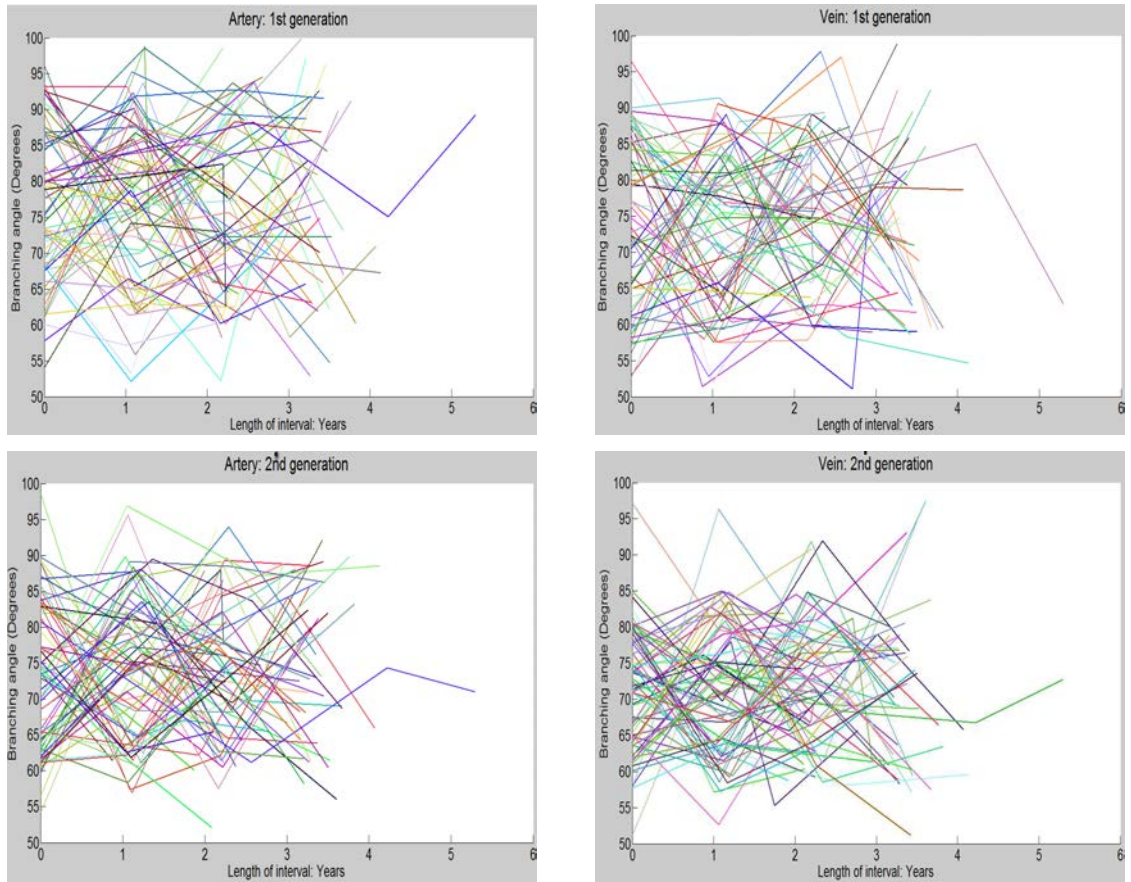 Artery: 1st generation
Branching angle (Degrees)
100
95
90
85
80
75
70
65
60
55
50
0 1 2 3 4 5 6
Length of interval: Years
Vein: 1st generation
Branching angle (Degrees)
100
95
90
85
80
75
70
65
60
55
50
0 1 2 3 4 5 6
Length of interval: Years
Artery: 2nd generation
Branching angle (Degrees)
100
95
90
85
80
75
70
65
60
55
50
0 1 2 3 4 5 6
Length of interval: Years
Vein: 2nd generation
Branching angle (Degrees)
100
95
90
85
80
75
70
65
60
55
50
0 1 2 3 4 5 6
Length of interval: Years